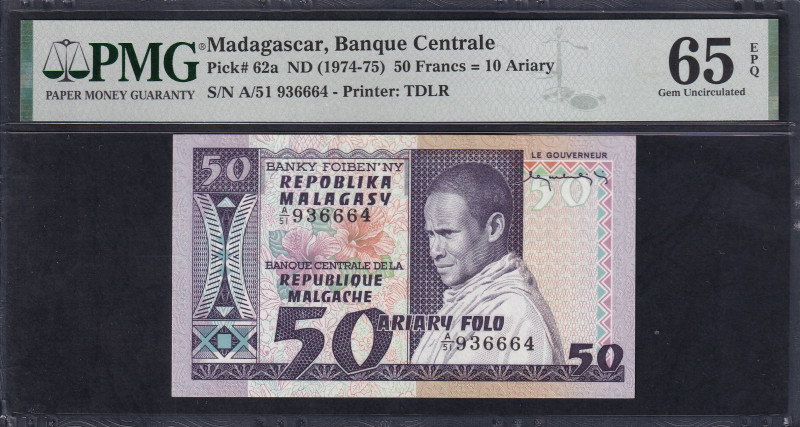 PMG®
PAPER MONEY GUARANTY
Madagascar, Banque Centrale
Pick# 62a ND (1974-75) 50 Francs = 10 Ariary
S/N A/51 936664 - Printer: TDLR
65 EPQ
Gem Uncirculated
50
BANKY FOIBEN'NY
REPOBLIKA
MALAGASY
A/51 936664
BANQUE CENTRALE DE LA
REPUBLIQUE
MALGACHE
50 ARIARY FOLO
A/51 936664
LE GOUVERNEUR
50
50